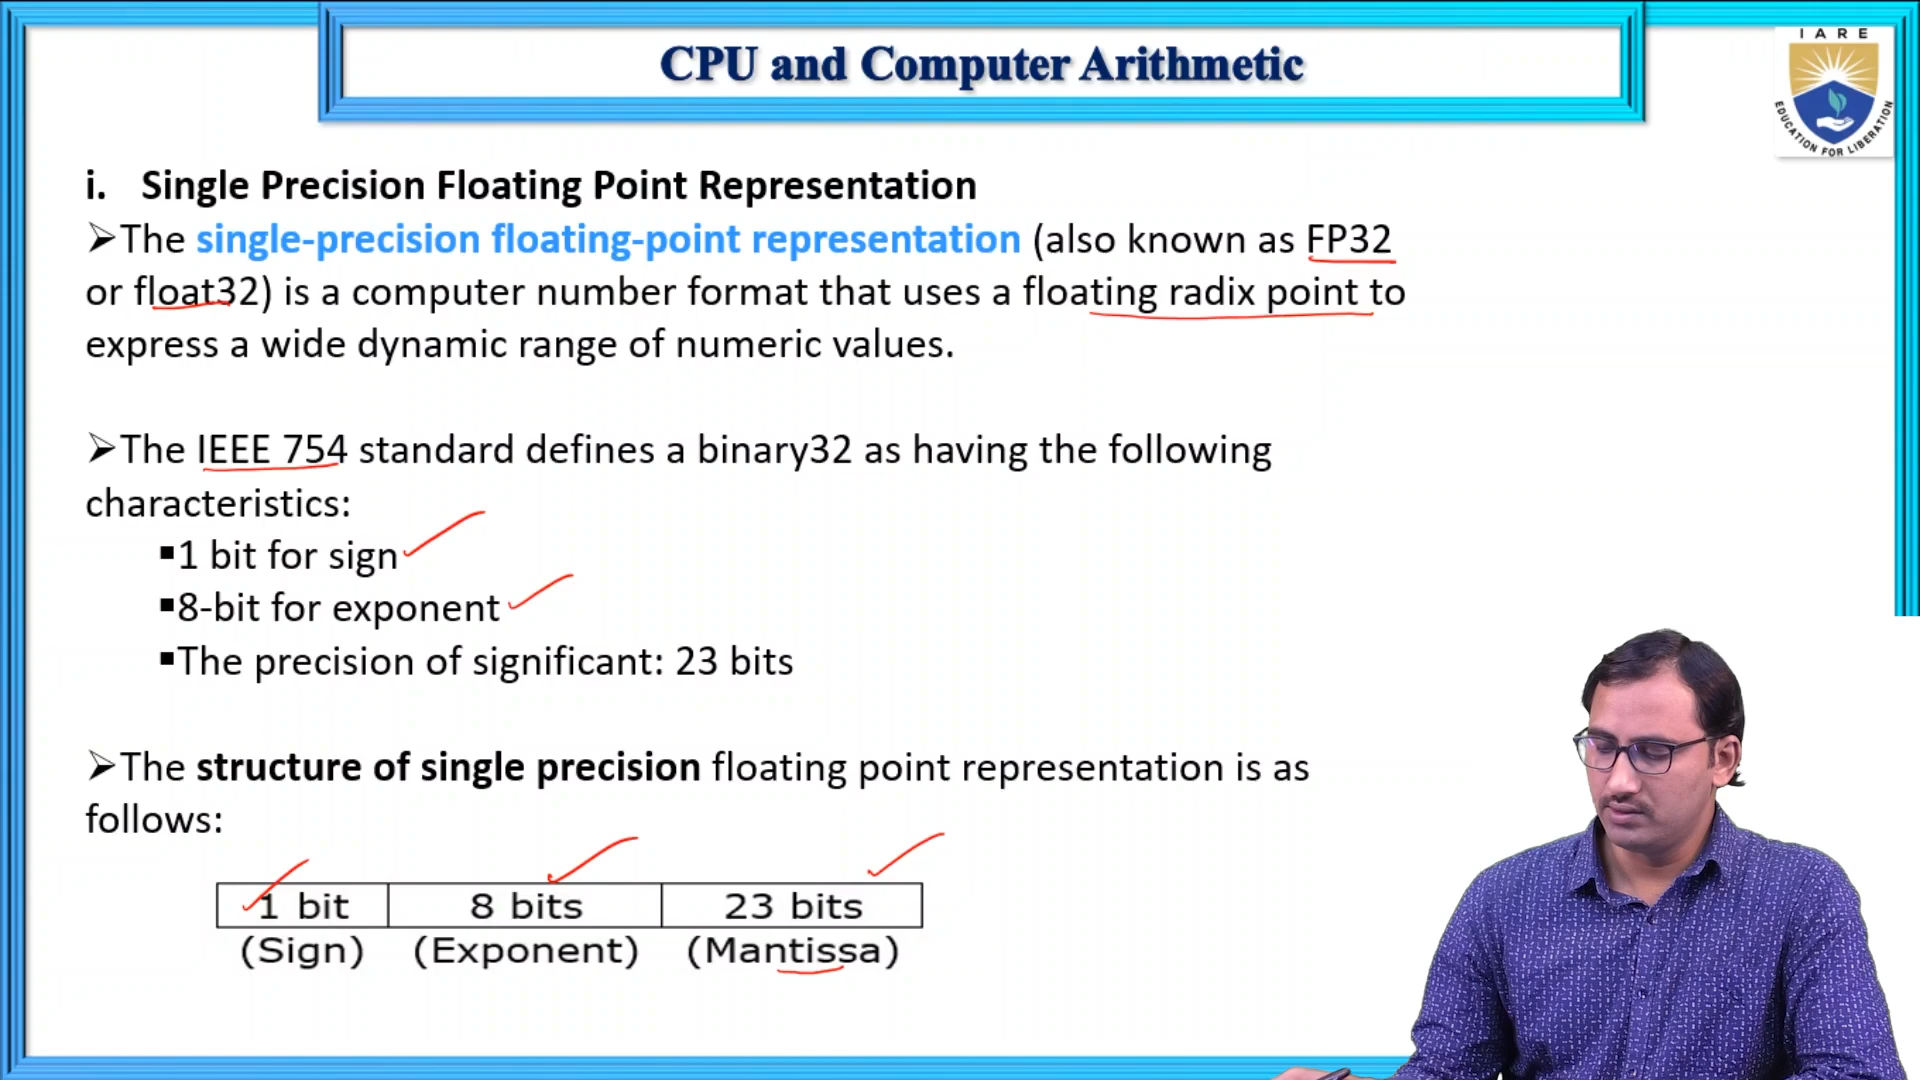 CPU and Computer Arithmetic
IARE
EDUCATION FOR LIBERATION
i. Single Precision Floating Point Representation
➢The single-precision floating-point representation (also known as FP32
or float32) is a computer number format that uses a floating radix point to
express a wide dynamic range of numeric values.
➢The IEEE 754 standard defines a binary32 as having the following
characteristics:
▪1 bit for sign
▪8-bit for exponent
▪The precision of significant: 23 bits
➢The structure of single precision floating point representation is as
follows:
1 bit 8 bits 23 bits
(Sign) (Exponent) (Mantissa)